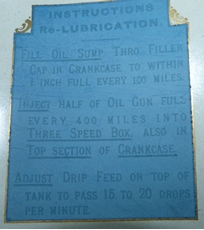 INSTRUCTIONS
RE-LUBRICATION.
FILL OIL SUMP THRO FILLER
CAP IN CRANKCASE TO WITHIN
1 INCH FULL EVERY 100 MILES.
INJECT HALF OF OIL GUN FULL
EVERY 400 MILES INTO
THREE SPEED BOX, ALSO IN
TOP SECTION OF CRANKCASE.
ADJUST DRIP FEED ON TOP OF
TANK TO PASS 15 TO 20 DROPS
PER MINUTE.